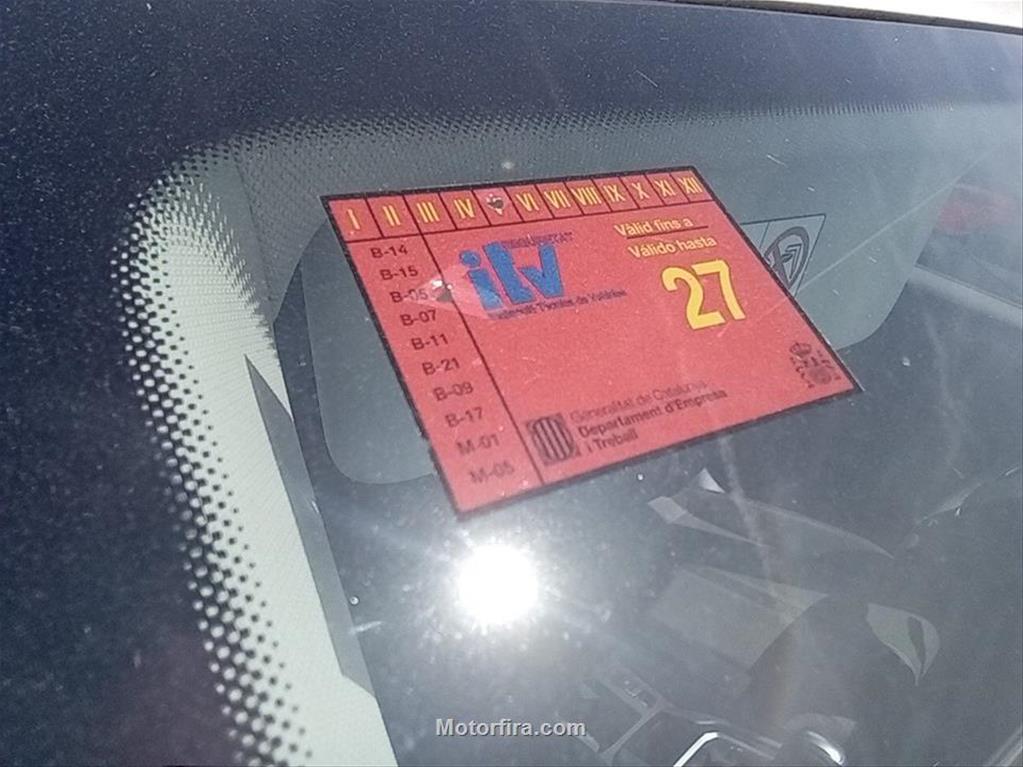 I II III IV VI VII VIII IX X XI XII
B-14
B-15
B-05
B-07
B-11
B-21
B-09
B-17
M-01
M-05
itv
Vàlid fins a
Válido hasta
27
Generalitat de Catalunya
Departament d'Empresa
i Treball
Motorfira.com